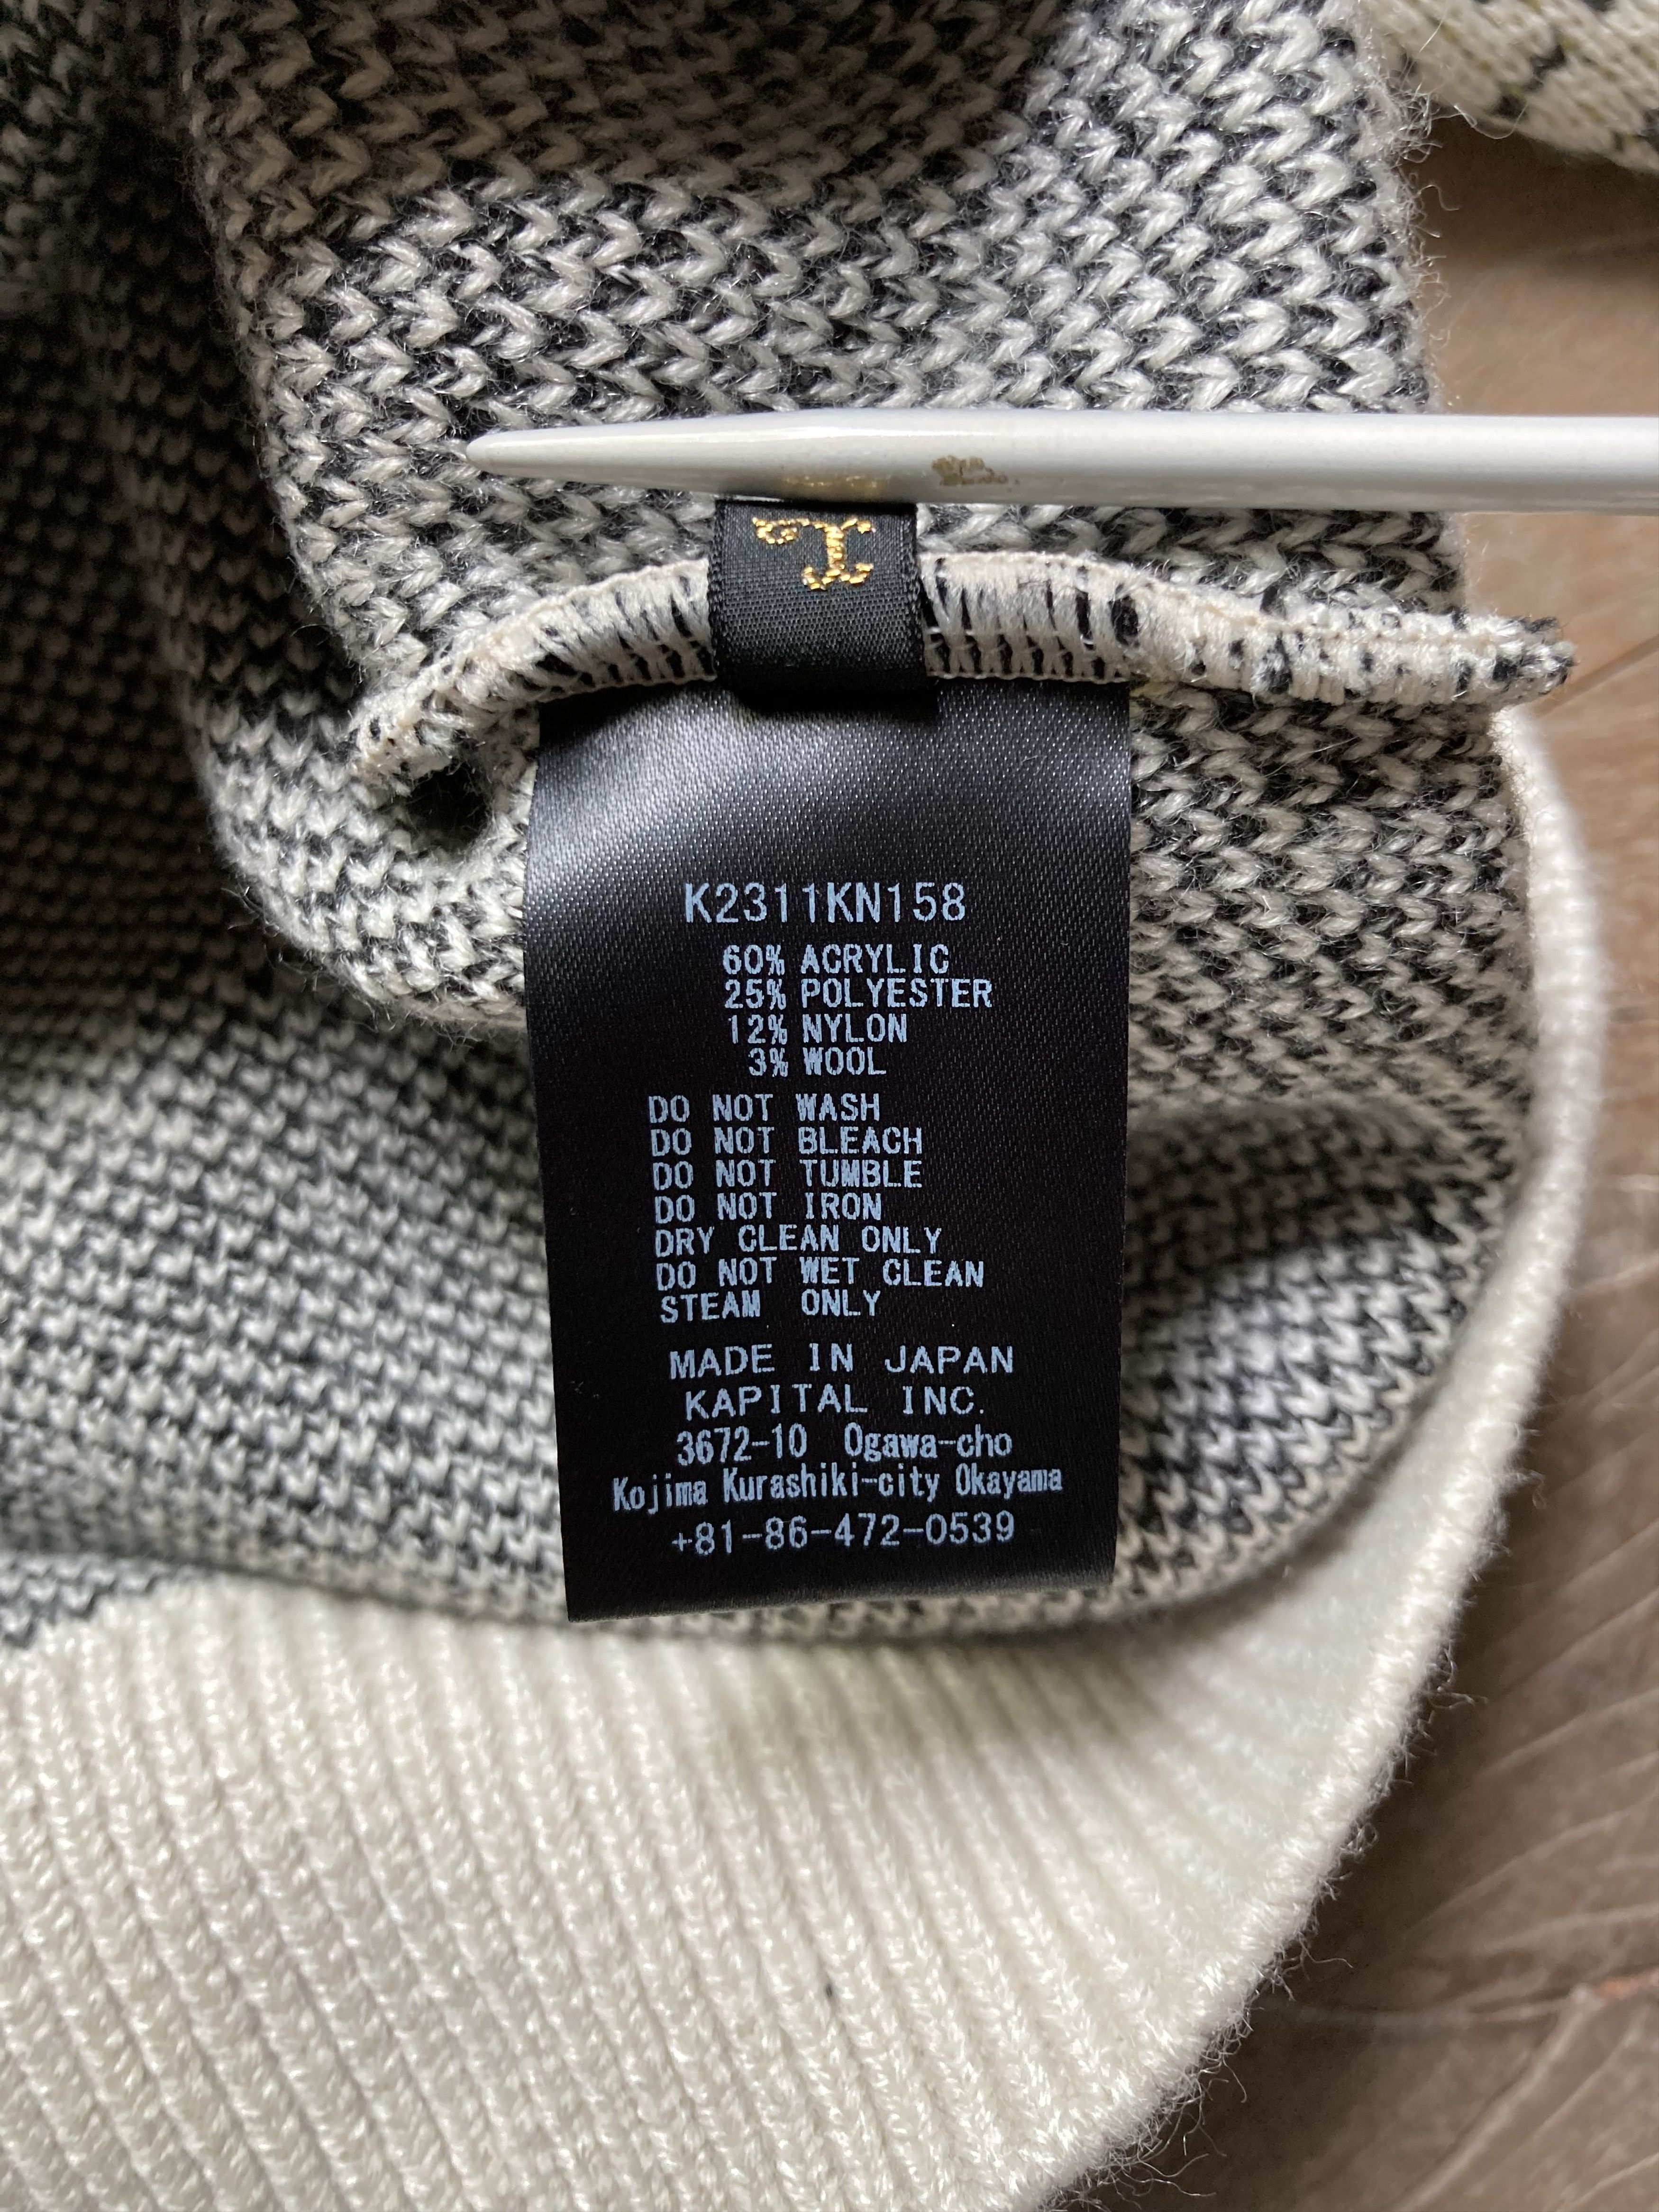 K2311KN158
60% ACRYLIC
25% POLYESTER
12% NYLON
3% WOOL
DO NOT WASH
DO NOT BLEACH
DO NOT TUMBLE
DO NOT IRON
DRY CLEAN ONLY
DO NOT WET CLEAN
STEAM ONLY
MADE IN JAPAN
KAPITAL INC.
3672-10 Ogawa-cho
Kojima Kurashiki-city Okayama
+81-86-472-0539